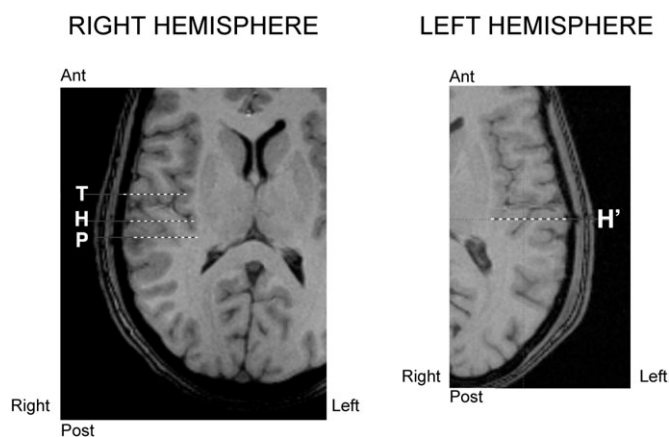 RIGHT HEMISPHERE
Ant
T
H
P
Right
Left
Post
LEFT HEMISPHERE
Ant
H'
Right
Left
Post